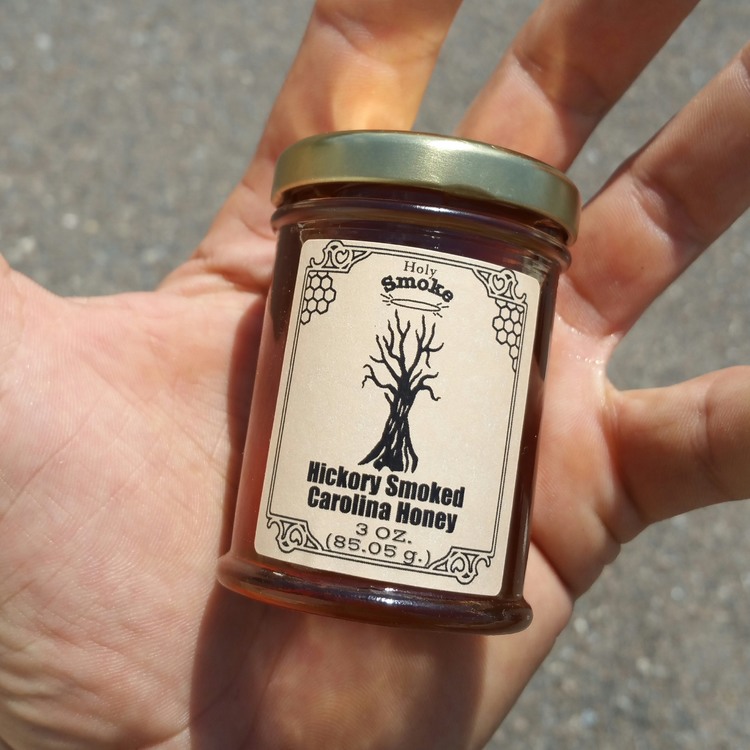 Holy
Smoke
Hickory Smoked
Carolina Honey
3 OZ.
(85.05 g.)